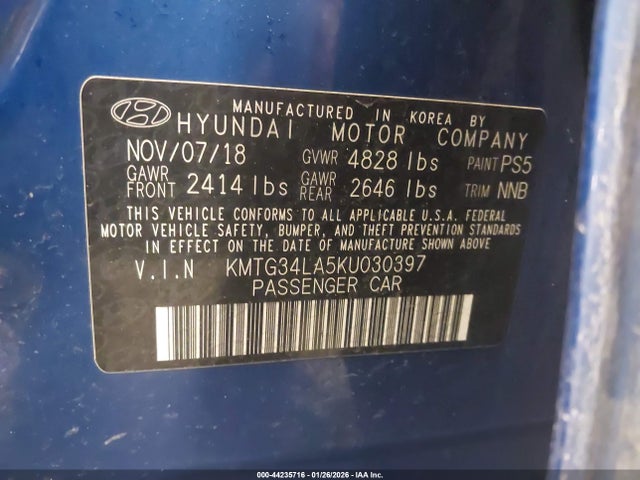 MANUFACTURED IN KOREA BY
HYUNDAI MOTOR COMPANY
NOV/07/18 GVWR 4828 lbs PAINT PS5
GAWR FRONT 2414 lbs GAWR REAR 2646 lbs TRIM NNB
THIS VEHICLE CONFORMS TO ALL APPLICABLE U.S.A. FEDERAL
MOTOR VEHICLE SAFETY, BUMPER, AND THEFT PREVENTION
STANDARDS IN EFFECT ON THE DATE OF MANUFACTURE SHOWN ABOVE.
V.I.N KMTG34LA5KU030397
PASSENGER CAR
000-44235716 | 01/26/2026 | IAA Inc.